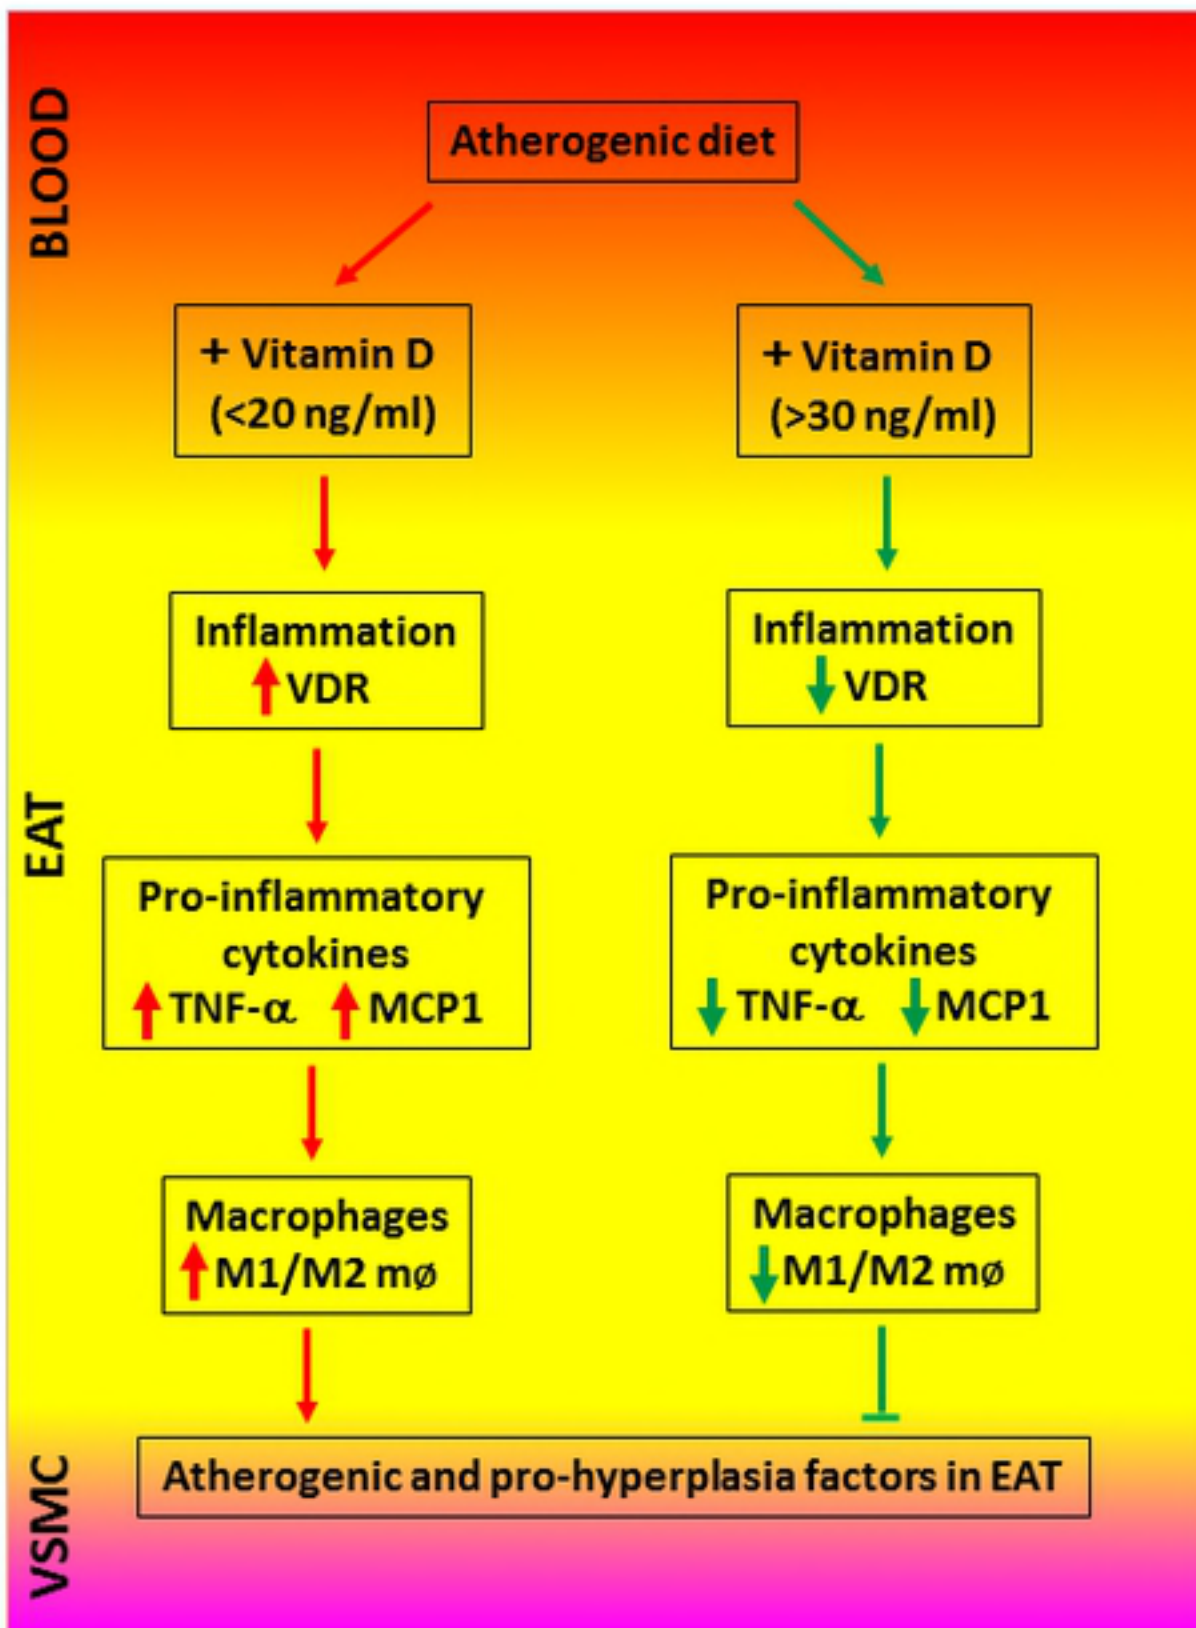 BLOOD
Atherogenic diet
+ Vitamin D
(<20 ng/ml)
+ Vitamin D
(>30 ng/ml)
EAT
Inflammation
VDR
Inflammation
VDR
Pro-inflammatory
cytokines
TNF-α MCP1
Pro-inflammatory
cytokines
TNF-α MCP1
Macrophages
M1/M2 mø
Macrophages
M1/M2 mø
VSMC
Atherogenic and pro-hyperplasia factors in EAT